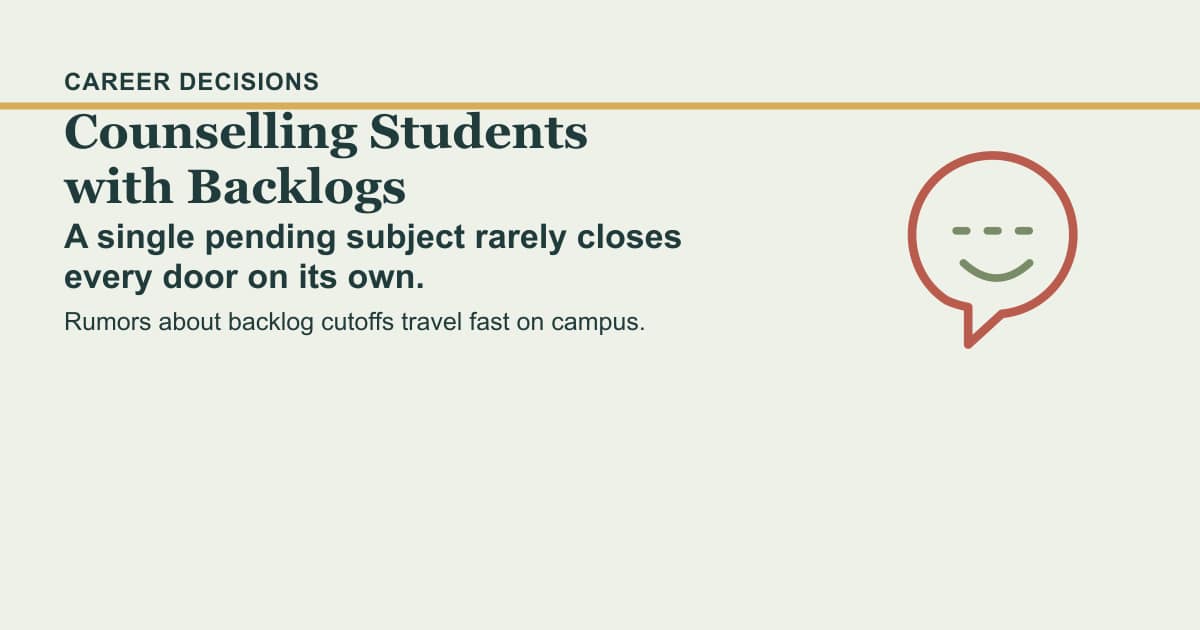 CAREER DECISIONS
Counselling Students
with Backlogs
A single pending subject rarely closes
every door on its own.
Rumors about backlog cutoffs travel fast on campus.